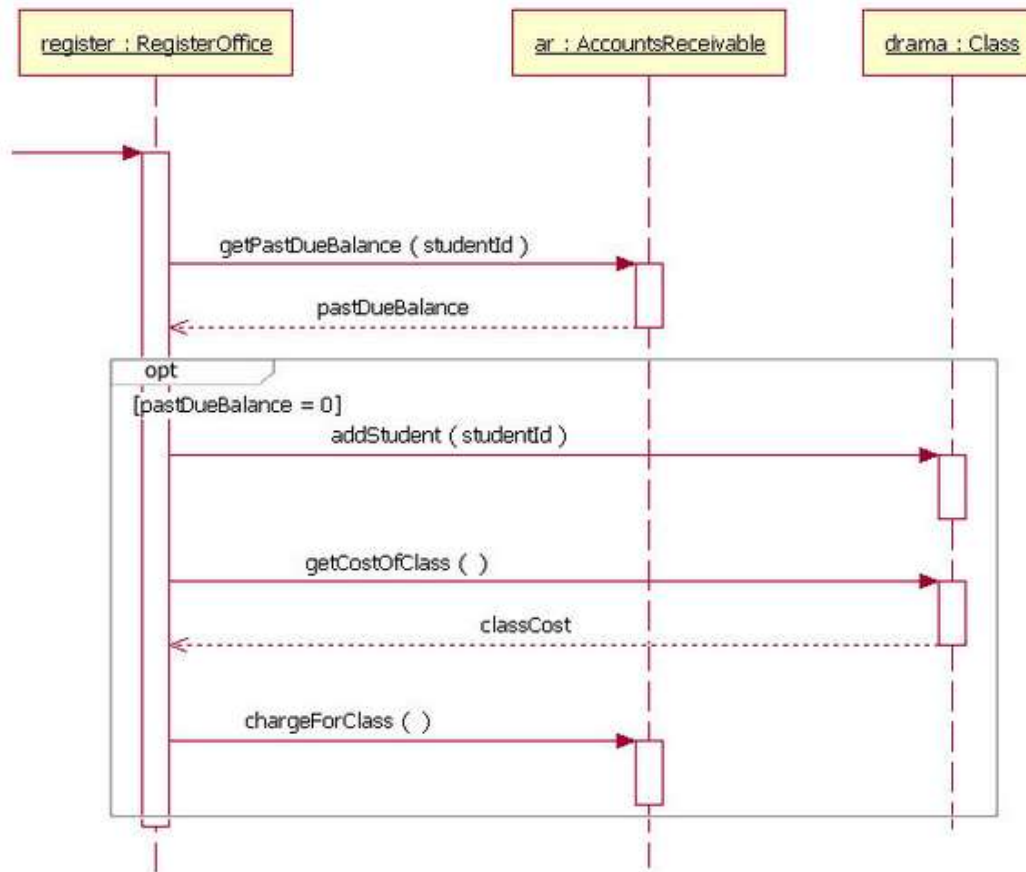 register : RegisterOffice
ar : AccountsReceivable
drama : Class
getPastDueBalance ( studentId )
pastDueBalance
opt
[pastDueBalance = 0]
addStudent ( studentId )
getCostOfClass ( )
classCost
chargeForClass ( )